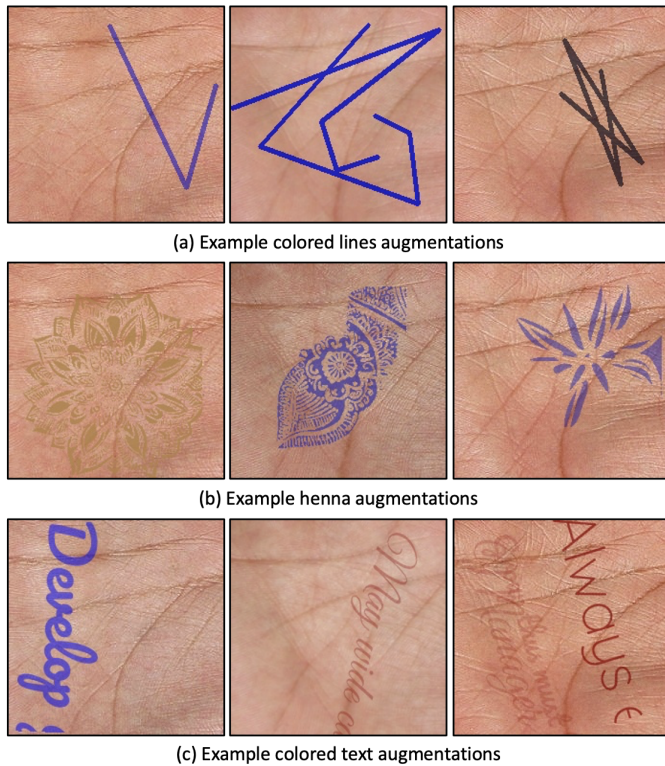 (a) Example colored lines augmentations
(b) Example henna augmentations
Develop !
May wide a
Always €
(c) Example colored text augmentations